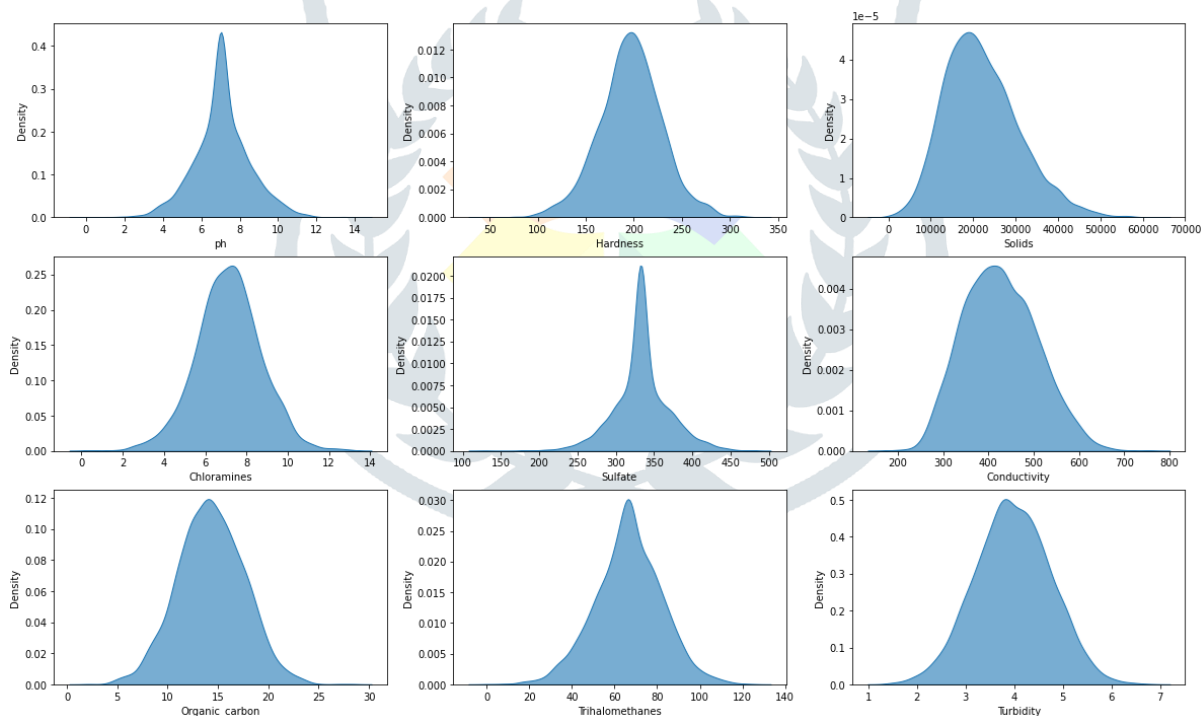 Density
0.4
0.3
0.2
0.1
0.0
0 2 4 6 8 10 12 14
ph
Density
0.012
0.010
0.008
0.006
0.004
0.002
0.000
50 100 150 200 250 300 350
Hardness
1e−5
Density
4
3
2
1
0
0 10000 20000 30000 40000 50000 60000 70000
Solids
Density
0.25
0.20
0.15
0.10
0.05
0.00
0 2 4 6 8 10 12 14
Chloramines
Density
0.0200
0.0175
0.0150
0.0125
0.0100
0.0075
0.0050
0.0025
0.0000
100 150 200 250 300 350 400 450 500
Sulfate
Density
0.004
0.003
0.002
0.001
0.000
200 300 400 500 600 700 800
Conductivity
Density
0.12
0.10
0.08
0.06
0.04
0.02
0.00
0 5 10 15 20 25 30
Organic_carbon
Density
0.030
0.025
0.020
0.015
0.010
0.005
0.000
0 20 40 60 80 100 120 140
Trihalomethanes
Density
0.5
0.4
0.3
0.2
0.1
0.0
1 2 3 4 5 6 7
Turbidity